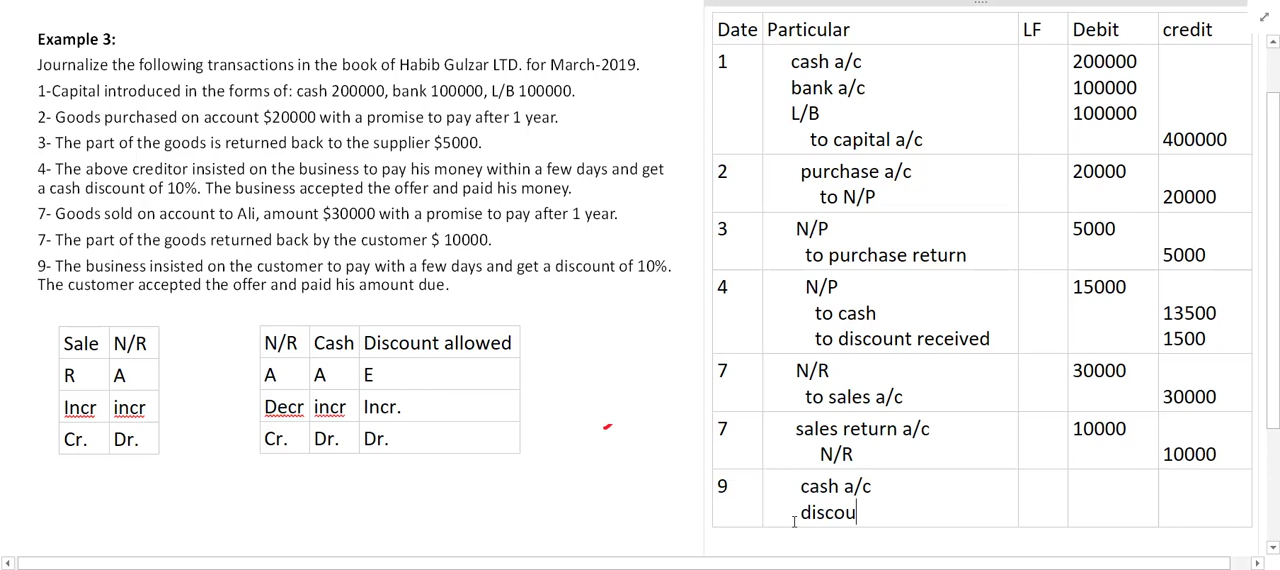 Example 3:
Journalize the following transactions in the book of Habib Gulzar LTD. for March-2019.
1-Capital introduced in the forms of: cash 200000, bank 100000, L/B 100000.
2- Goods purchased on account $20000 with a promise to pay after 1 year.
3- The part of the goods is returned back to the supplier $5000.
4- The above creditor insisted on the business to pay his money within a few days and get
a cash discount of 10%. The business accepted the offer and paid his money.
7- Goods sold on account to Ali, amount $30000 with a promise to pay after 1 year.
7- The part of the goods returned back by the customer $ 10000.
9- The business insisted on the customer to pay with a few days and get a discount of 10%.
The customer accepted the offer and paid his amount due.
Sale N/R
R A
Incr incr
Cr. Dr.
N/R Cash Discount allowed
A A E
Decr incr Incr.
Cr. Dr. Dr.
Date Particular LF Debit credit
1 cash a/c 200000
bank a/c 100000
L/B 100000
to capital a/c 400000
2 purchase a/c 20000
to N/P 20000
3 N/P 5000
to purchase return 5000
4 N/P 15000
to cash 13500
to discount received 1500
7 N/R 30000
to sales a/c 30000
7 sales return a/c 10000
N/R 10000
9 cash a/c
discou